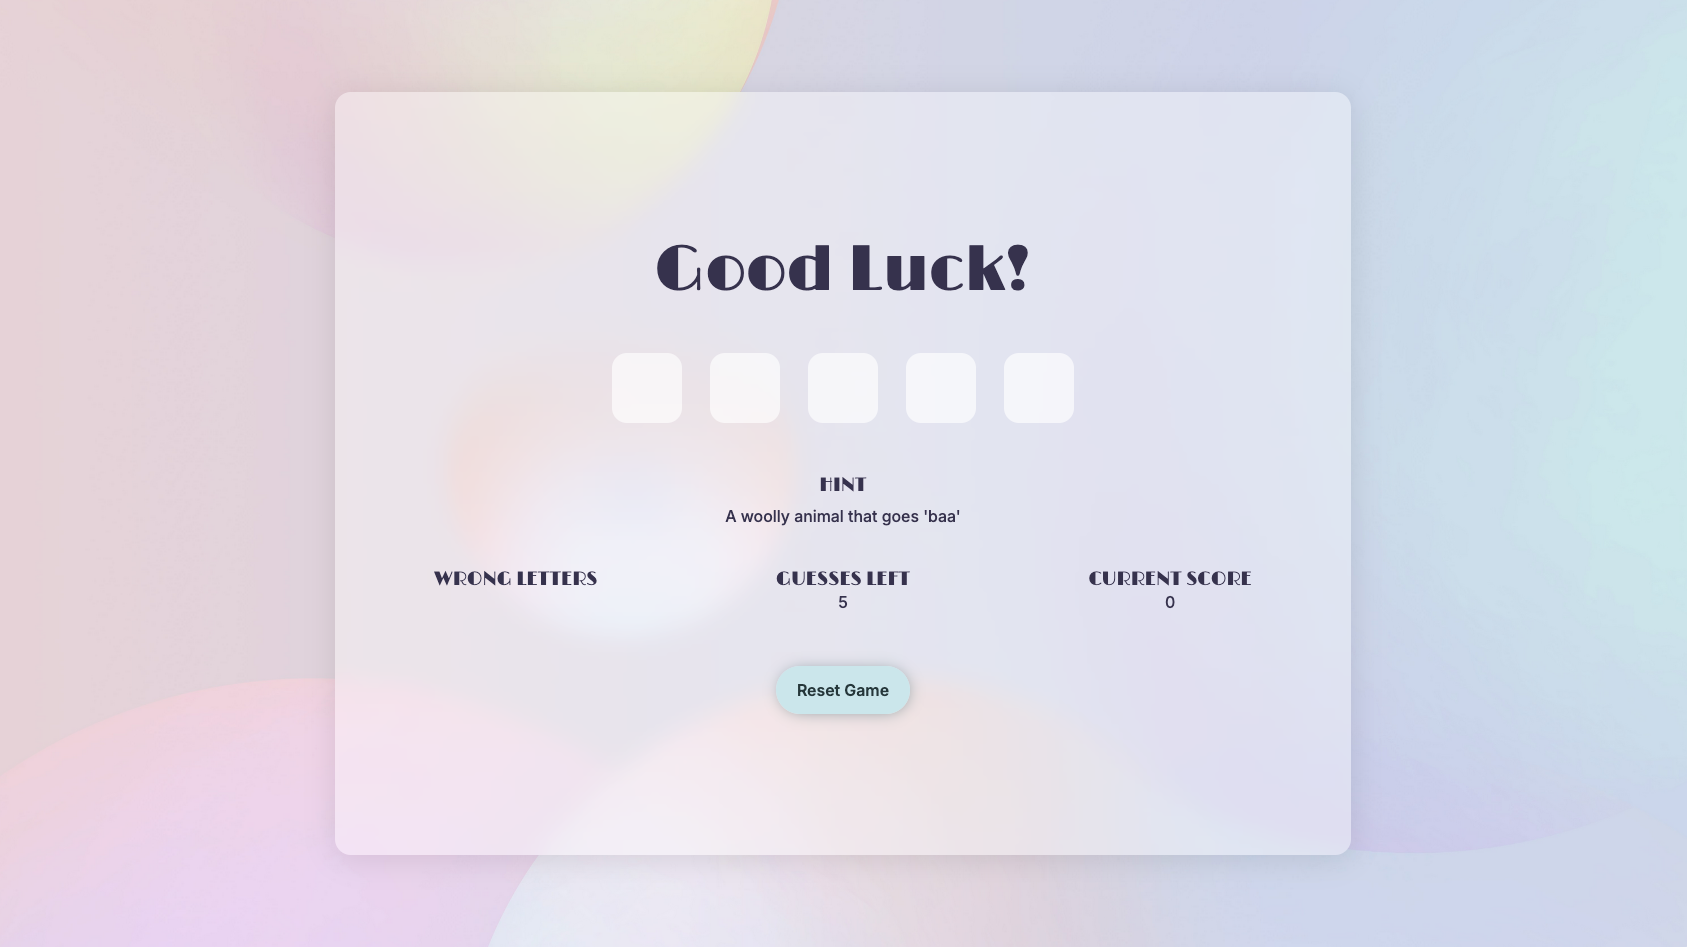 Good Luck!
HINT
A woolly animal that goes 'baa'
WRONG LETTERS
GUESSES LEFT
5
CURRENT SCORE
0
Reset Game